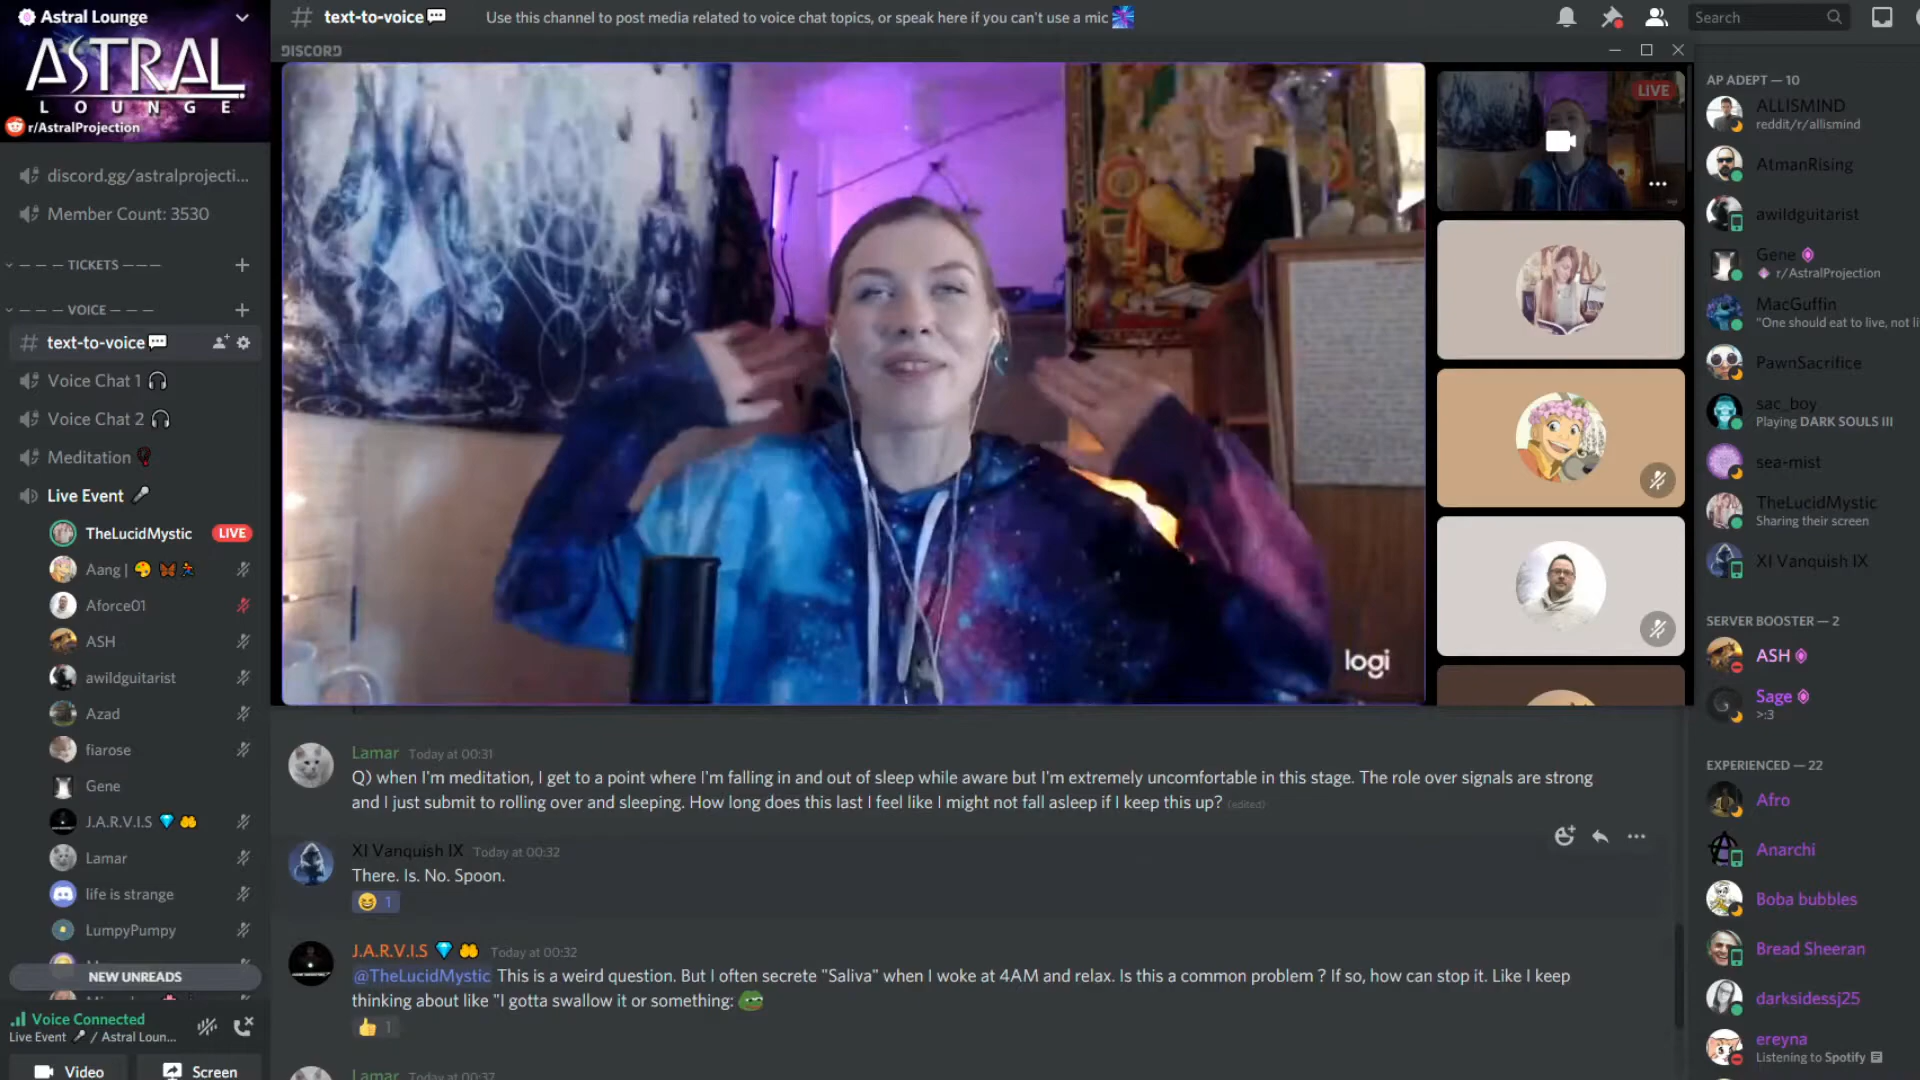 Astral Lounge
ASTRAL
LOUNGE
r/AstralProjection
discord.gg/astralprojecti...
Member Count: 3530
TICKETS
VOICE
text-to-voice
Voice Chat 1
Voice Chat 2
Meditation
Live Event
TheLucidMystic LIVE
Aang |
Aforce01
ASH
awildguitarist
Azad
fiarose
Gene
J.A.R.V.I.S
Lamar
life is strange
LumpyPumpy
NEW UNREADS
Voice Connected
Live Event / Astral Loun...
Video Screen
text-to-voice Use this channel to post media related to voice chat topics, or speak here if you can't use a mic
Search
DISCORD
LIVE
logi
Lamar Today at 00:31
Q) when I'm meditation, I get to a point where I'm falling in and out of sleep while aware but I'm extremely uncomfortable in this stage. The role over signals are strong
and I just submit to rolling over and sleeping. How long does this last I feel like I might not fall asleep if I keep this up? (edited)
XI Vanquish IX Today at 00:32
There. Is. No. Spoon.
1
J.A.R.V.I.S Today at 00:32
@TheLucidMystic This is a weird question. But I often secrete "Saliva" when I woke at 4AM and relax. Is this a common problem ? If so, how can stop it. Like I keep
thinking about like "I gotta swallow it or something:
1
Lamar Today at 00:37
AP ADEPT — 10
ALLISMIND
reddit/r/allismind
AtmanRising
awildguitarist
Gene
r/AstralProjection
MacGuffin
"One should eat to live, not li
PawnSacrifice
sac_boy
Playing DARK SOULS III
sea-mist
TheLucidMystic
Sharing their screen
XI Vanquish IX
SERVER BOOSTER — 2
ASH
Sage
>:3
EXPERIENCED — 22
Afro
Anarchi
Boba bubbles
Bread Sheeran
darksidessj25
ereyna
Listening to Spotify